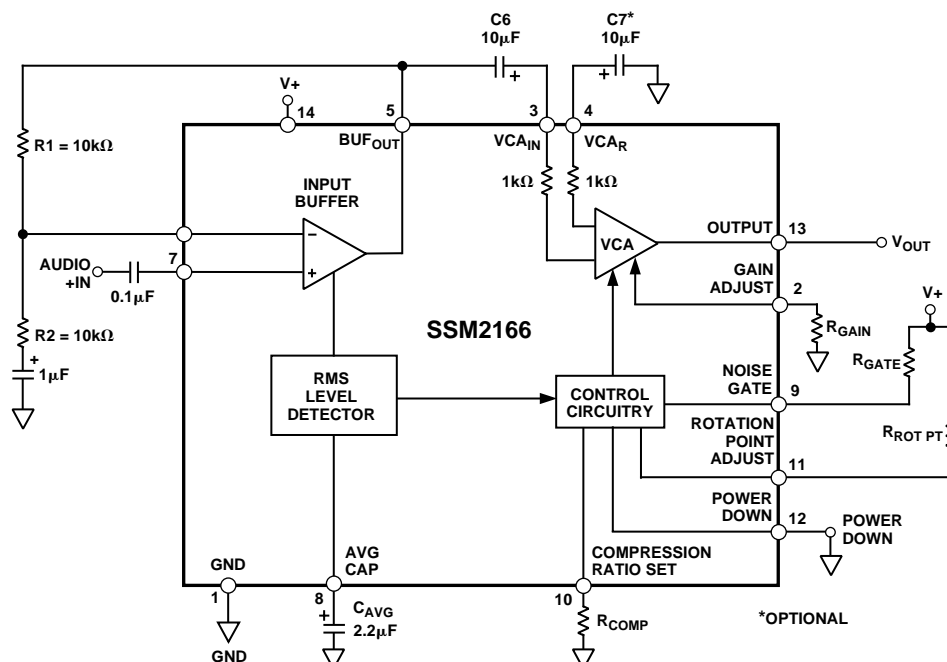 C6
10μF
C7*
10μF
V+
14
5
3
4
R1 = 10kΩ
BUFOUT
VCAIN
VCAR
1kΩ
1kΩ
INPUT
BUFFER
−
+
VCA
OUTPUT
13
VOUT
7
AUDIO
+IN
0.1μF
GAIN
ADJUST
2
V+
RGAIN
SSM2166
R2 = 10kΩ
+
1μF
RGATE
RMS
LEVEL
DETECTOR
CONTROL
CIRCUITRY
NOISE
GATE
9
ROTATION
POINT
ADJUST
RROT PT
11
POWER
DOWN
12
POWER
DOWN
GND
AVG
CAP
COMPRESSION
RATIO SET
1
8
10
+
CAVG
2.2μF
RCOMP
*OPTIONAL
GND